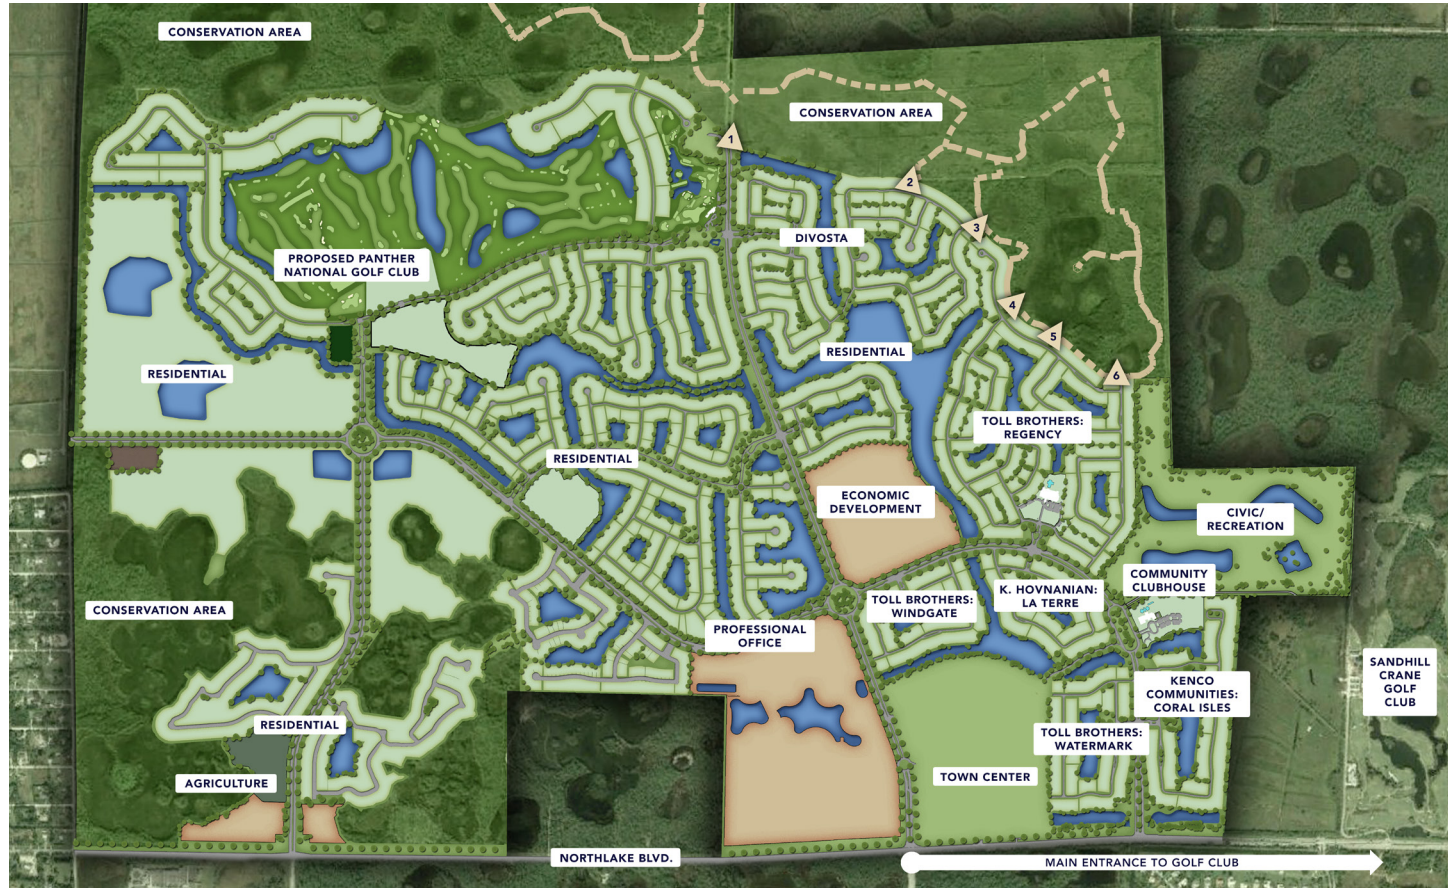 CONSERVATION AREA
CONSERVATION AREA
1
2
3
DIVOSTA
PROPOSED PANTHER
NATIONAL GOLF CLUB
4
5
RESIDENTIAL
RESIDENTIAL
6
TOLL BROTHERS:
REGENCY
RESIDENTIAL
ECONOMIC
DEVELOPMENT
CIVIC/
RECREATION
COMMUNITY
CLUBHOUSE
CONSERVATION AREA
TOLL BROTHERS:
WINDGATE
K. HOVNANIAN:
LA TERRE
PROFESSIONAL
OFFICE
SANDHILL
CRANE
GOLF
CLUB
KENCO
COMMUNITIES:
CORAL ISLES
RESIDENTIAL
TOLL BROTHERS:
WATERMARK
AGRICULTURE
TOWN CENTER
NORTHLAKE BLVD.
MAIN ENTRANCE TO GOLF CLUB